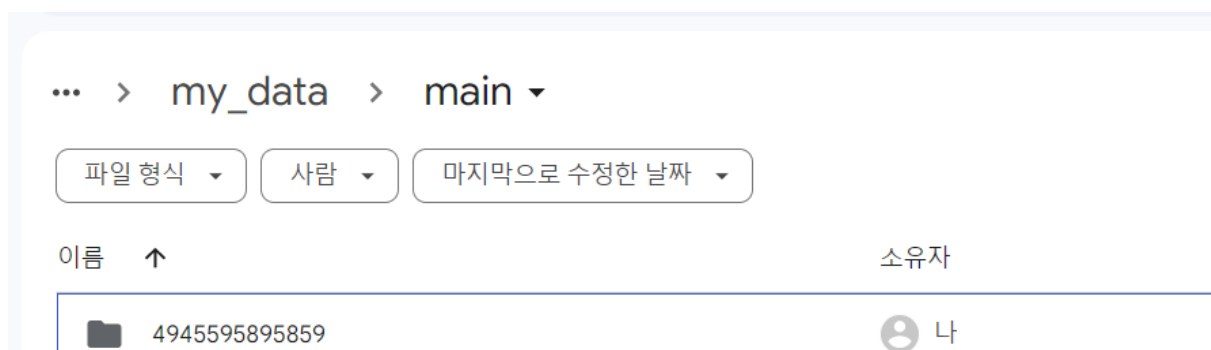 ... > my_data > main
파일 형식 사람 마지막으로 수정한 날짜
이름 ↑ 소유자
4945595895859 나